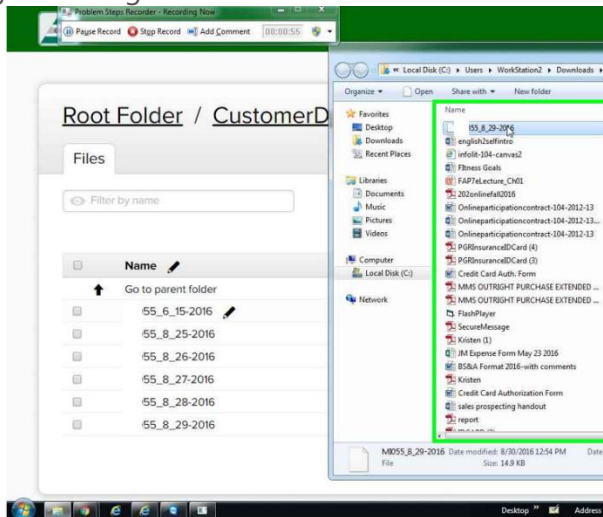 Problem Steps Recorder - Recording Now
Pause Record Stop Record Add Comment 00:00:55
Root Folder / CustomerD
Files
Filter by name
Name
Go to parent folder
55_6_15-2016
55_8_25-2016
55_8_26-2016
55_8_27-2016
55_8_28-2016
55_8_29-2016
« Local Disk (C:) ▸ Users ▸ WorkStation2 ▸ Downloads ▸
Organize Open Share with New folder
Favorites
Desktop
Downloads
Recent Places
Libraries
Documents
Music
Pictures
Videos
Computer
Local Disk (C:)
Network
Name
55_8_29-2016
english2selfintro
infolit-104-canvas2
Fitness Goals
FAP7eLecture_Ch01
202onlinefall2016
Onlineparticipationcontract-104-2012-13
Onlineparticipationcontract-104-2012-13...
Onlineparticipationcontract-104-2012-13
PGRInsuranceIDCard (4)
PGRInsuranceIDCard (3)
Credit Card Auth. Form
MMS OUTRIGHT PURCHASE EXTENDED ...
MMS OUTRIGHT PURCHASE EXTENDED ...
FlashPlayer
SecureMessage
Kristen (1)
JM Expense Form May 23 2016
BS&A Format 2016-with comments
Kristen
Credit Card Authorization Form
sales prospecting handout
report
MI055_8_29-2016 Date modified: 8/30/2016 12:54 PM Date
File Size: 14.9 KB
Desktop » Address